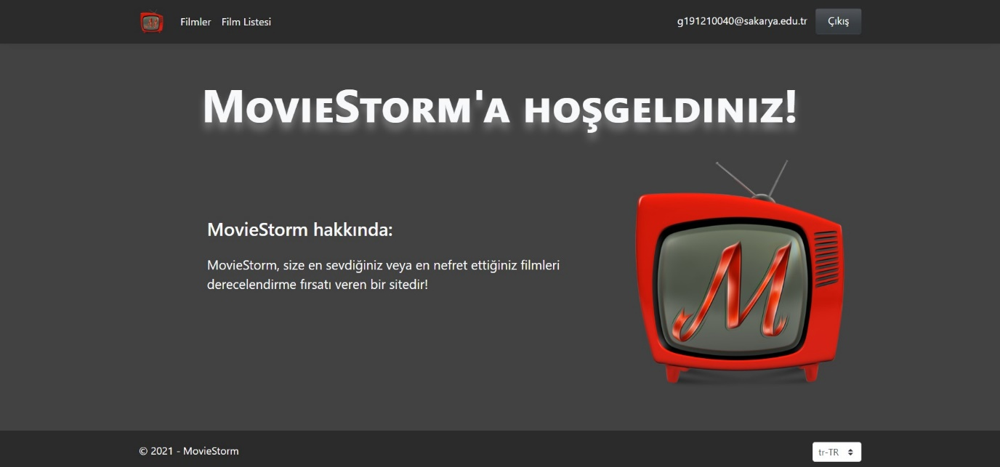 M
Filmler Film Listesi g191210040@sakarya.edu.tr Çıkış
MovieStorm'a hoşgeldiniz!
MovieStorm hakkında:
MovieStorm, size en sevdiğiniz veya en nefret ettiğiniz filmleri
derecelendirme fırsatı veren bir sitedir!
M
© 2021 - MovieStorm tr-TR